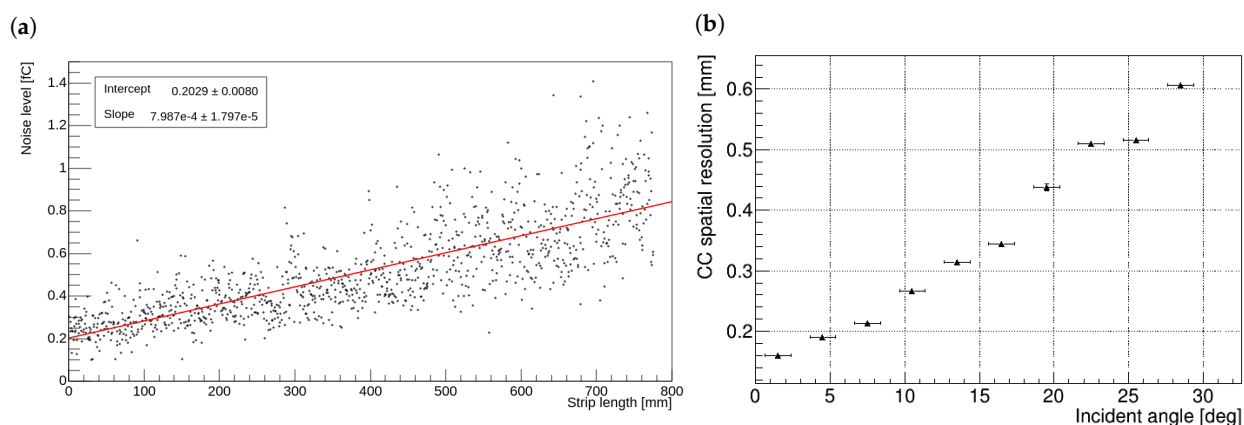 (a)
Noise level [fC]
1.4
1.2
1
0.8
0.6
0.4
0.2
0
Intercept 0.2029 ± 0.0080
Slope 7.987e-4 ± 1.797e-5
0 100 200 300 400 500 600 700 800
Strip length [mm]
(b)
CC spatial resolution [mm]
0.6
0.5
0.4
0.3
0.2
0 5 10 15 20 25 30
Incident angle [deg]